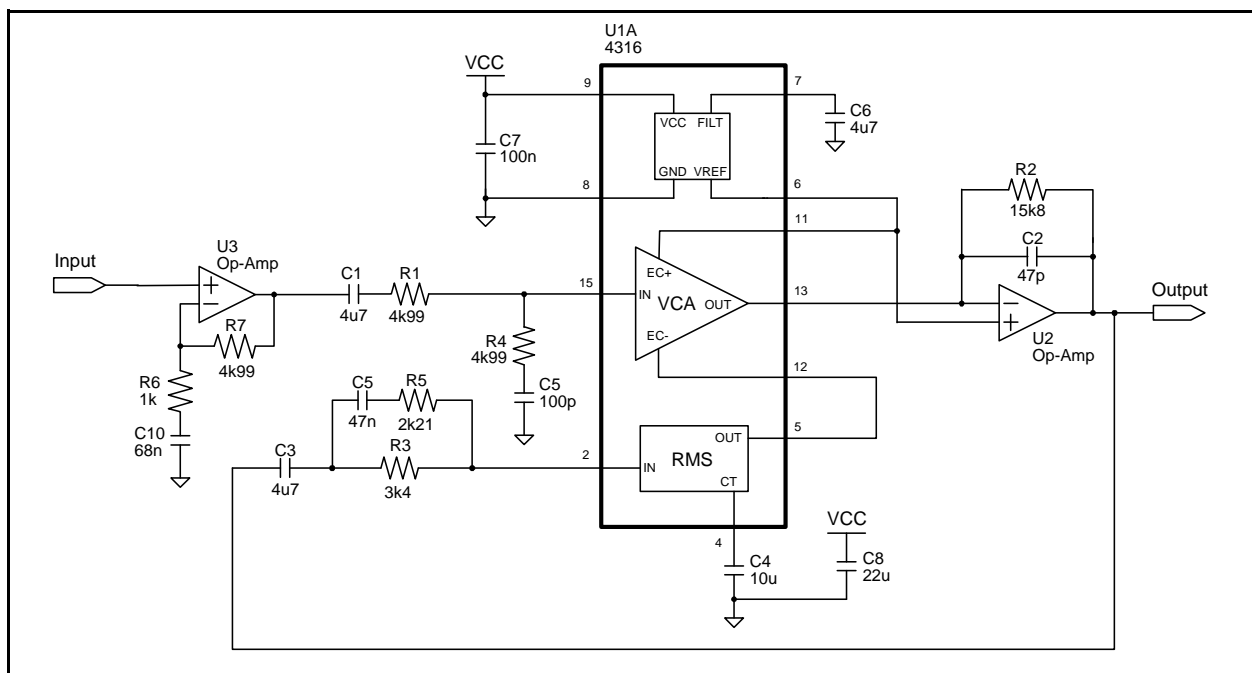 U1A
4316
VCC
9
7
VCC
FILT
C6
4u7
C7
100n
GND
VREF
8
6
R2
15k8
11
C2
47p
Input
U3
Op-Amp
C1
R1
4u7
4k99
15
EC+
IN
VCA
OUT
13
Output
EC-
U2
Op-Amp
R7
4k99
R4
4k99
12
R6
1k
C5
R5
47n
2k21
C5
100p
C10
68n
OUT
5
R3
3k4
2
IN
RMS
C3
4u7
CT
4
VCC
C4
10u
C8
22u